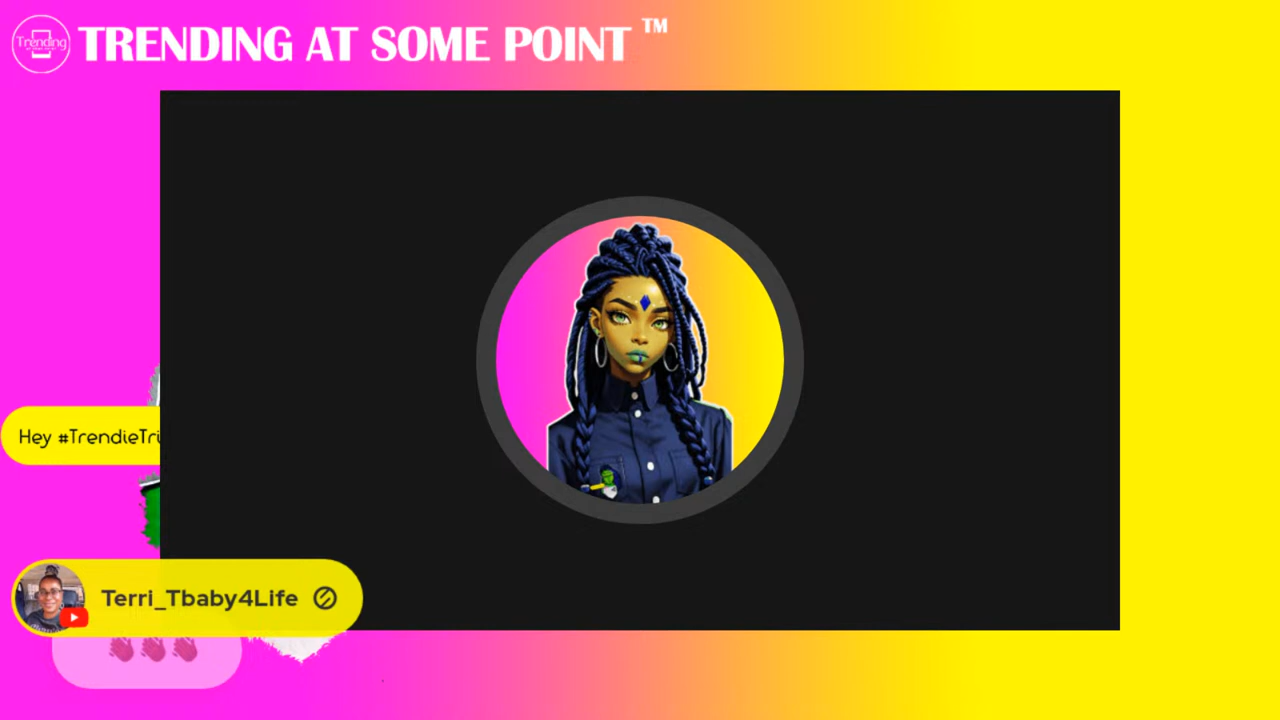 Trending
TRENDING AT SOME POINT ™
Hey #TrendieTri
Terri_Tbaby4Life